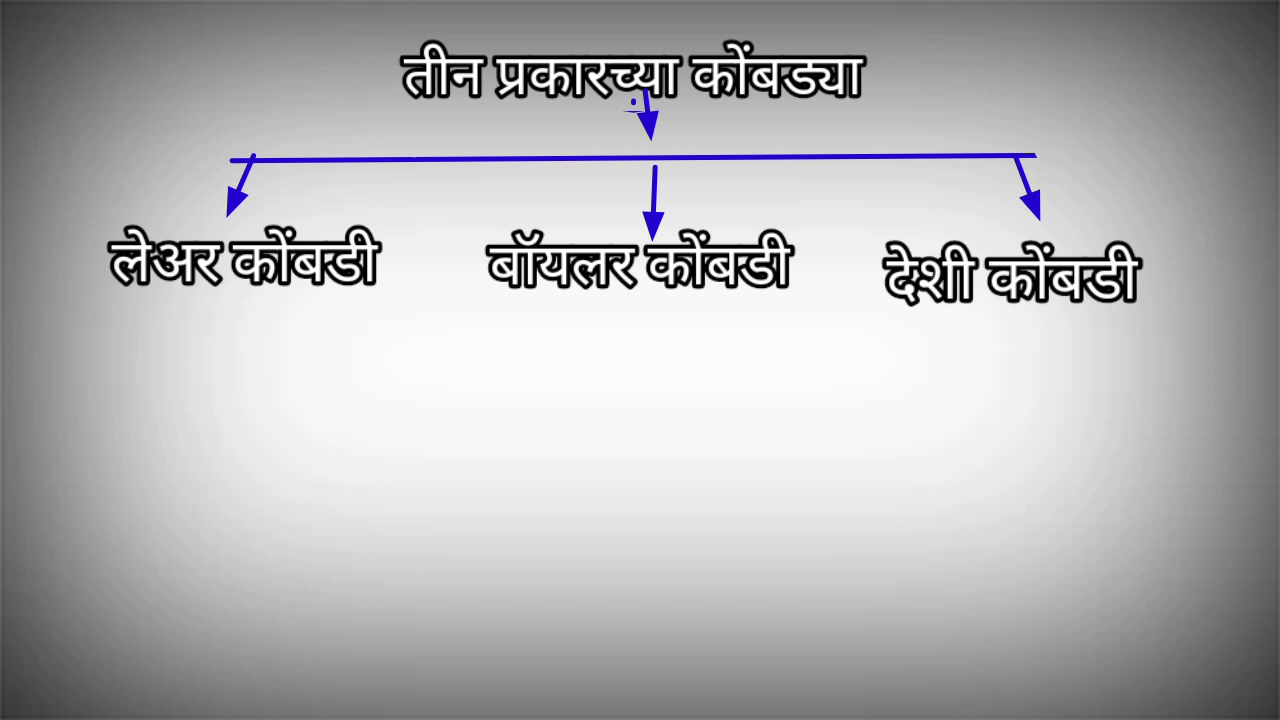 तीन प्रकारच्या कोंबड्या
लेअर कोंबडी
बॉयलर कोंबडी
देशी कोंबडी